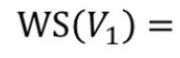 WS(𝑉₁) =